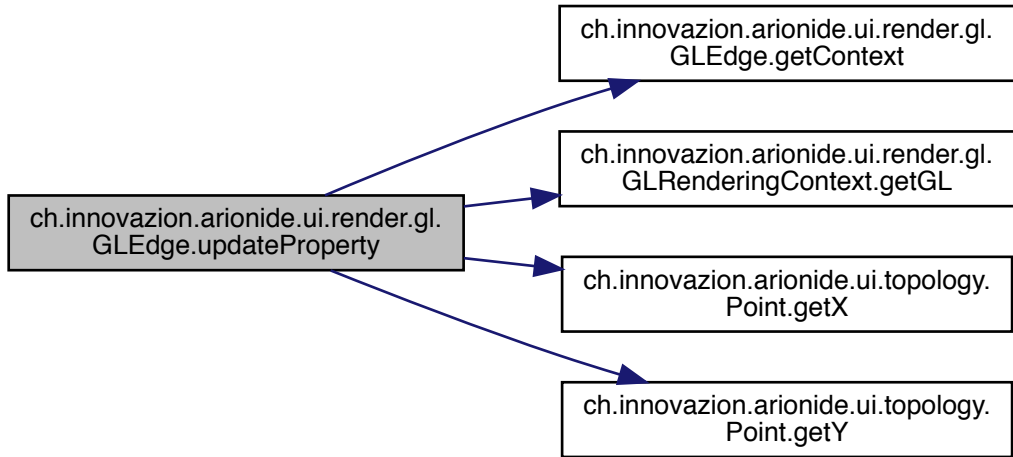 ch.innovazion.arionide.ui.render.gl.
GLEdge.updateProperty
ch.innovazion.arionide.ui.render.gl.
GLEdge.getContext
ch.innovazion.arionide.ui.render.gl.
GLRenderingContext.getGL
ch.innovazion.arionide.ui.topology.
Point.getX
ch.innovazion.arionide.ui.topology.
Point.getY